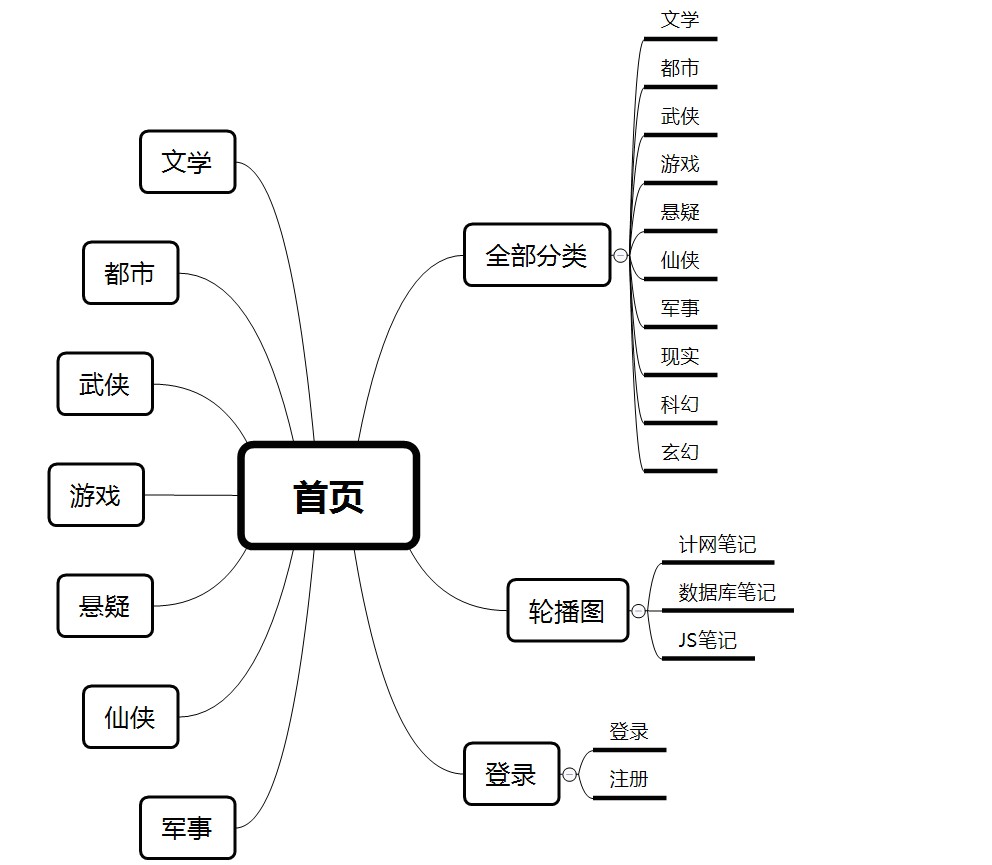 首页
全部分类
文学
都市
武侠
游戏
悬疑
仙侠
军事
现实
科幻
玄幻
轮播图
计网笔记
数据库笔记
JS笔记
登录
登录
注册
文学
都市
武侠
游戏
悬疑
仙侠
军事